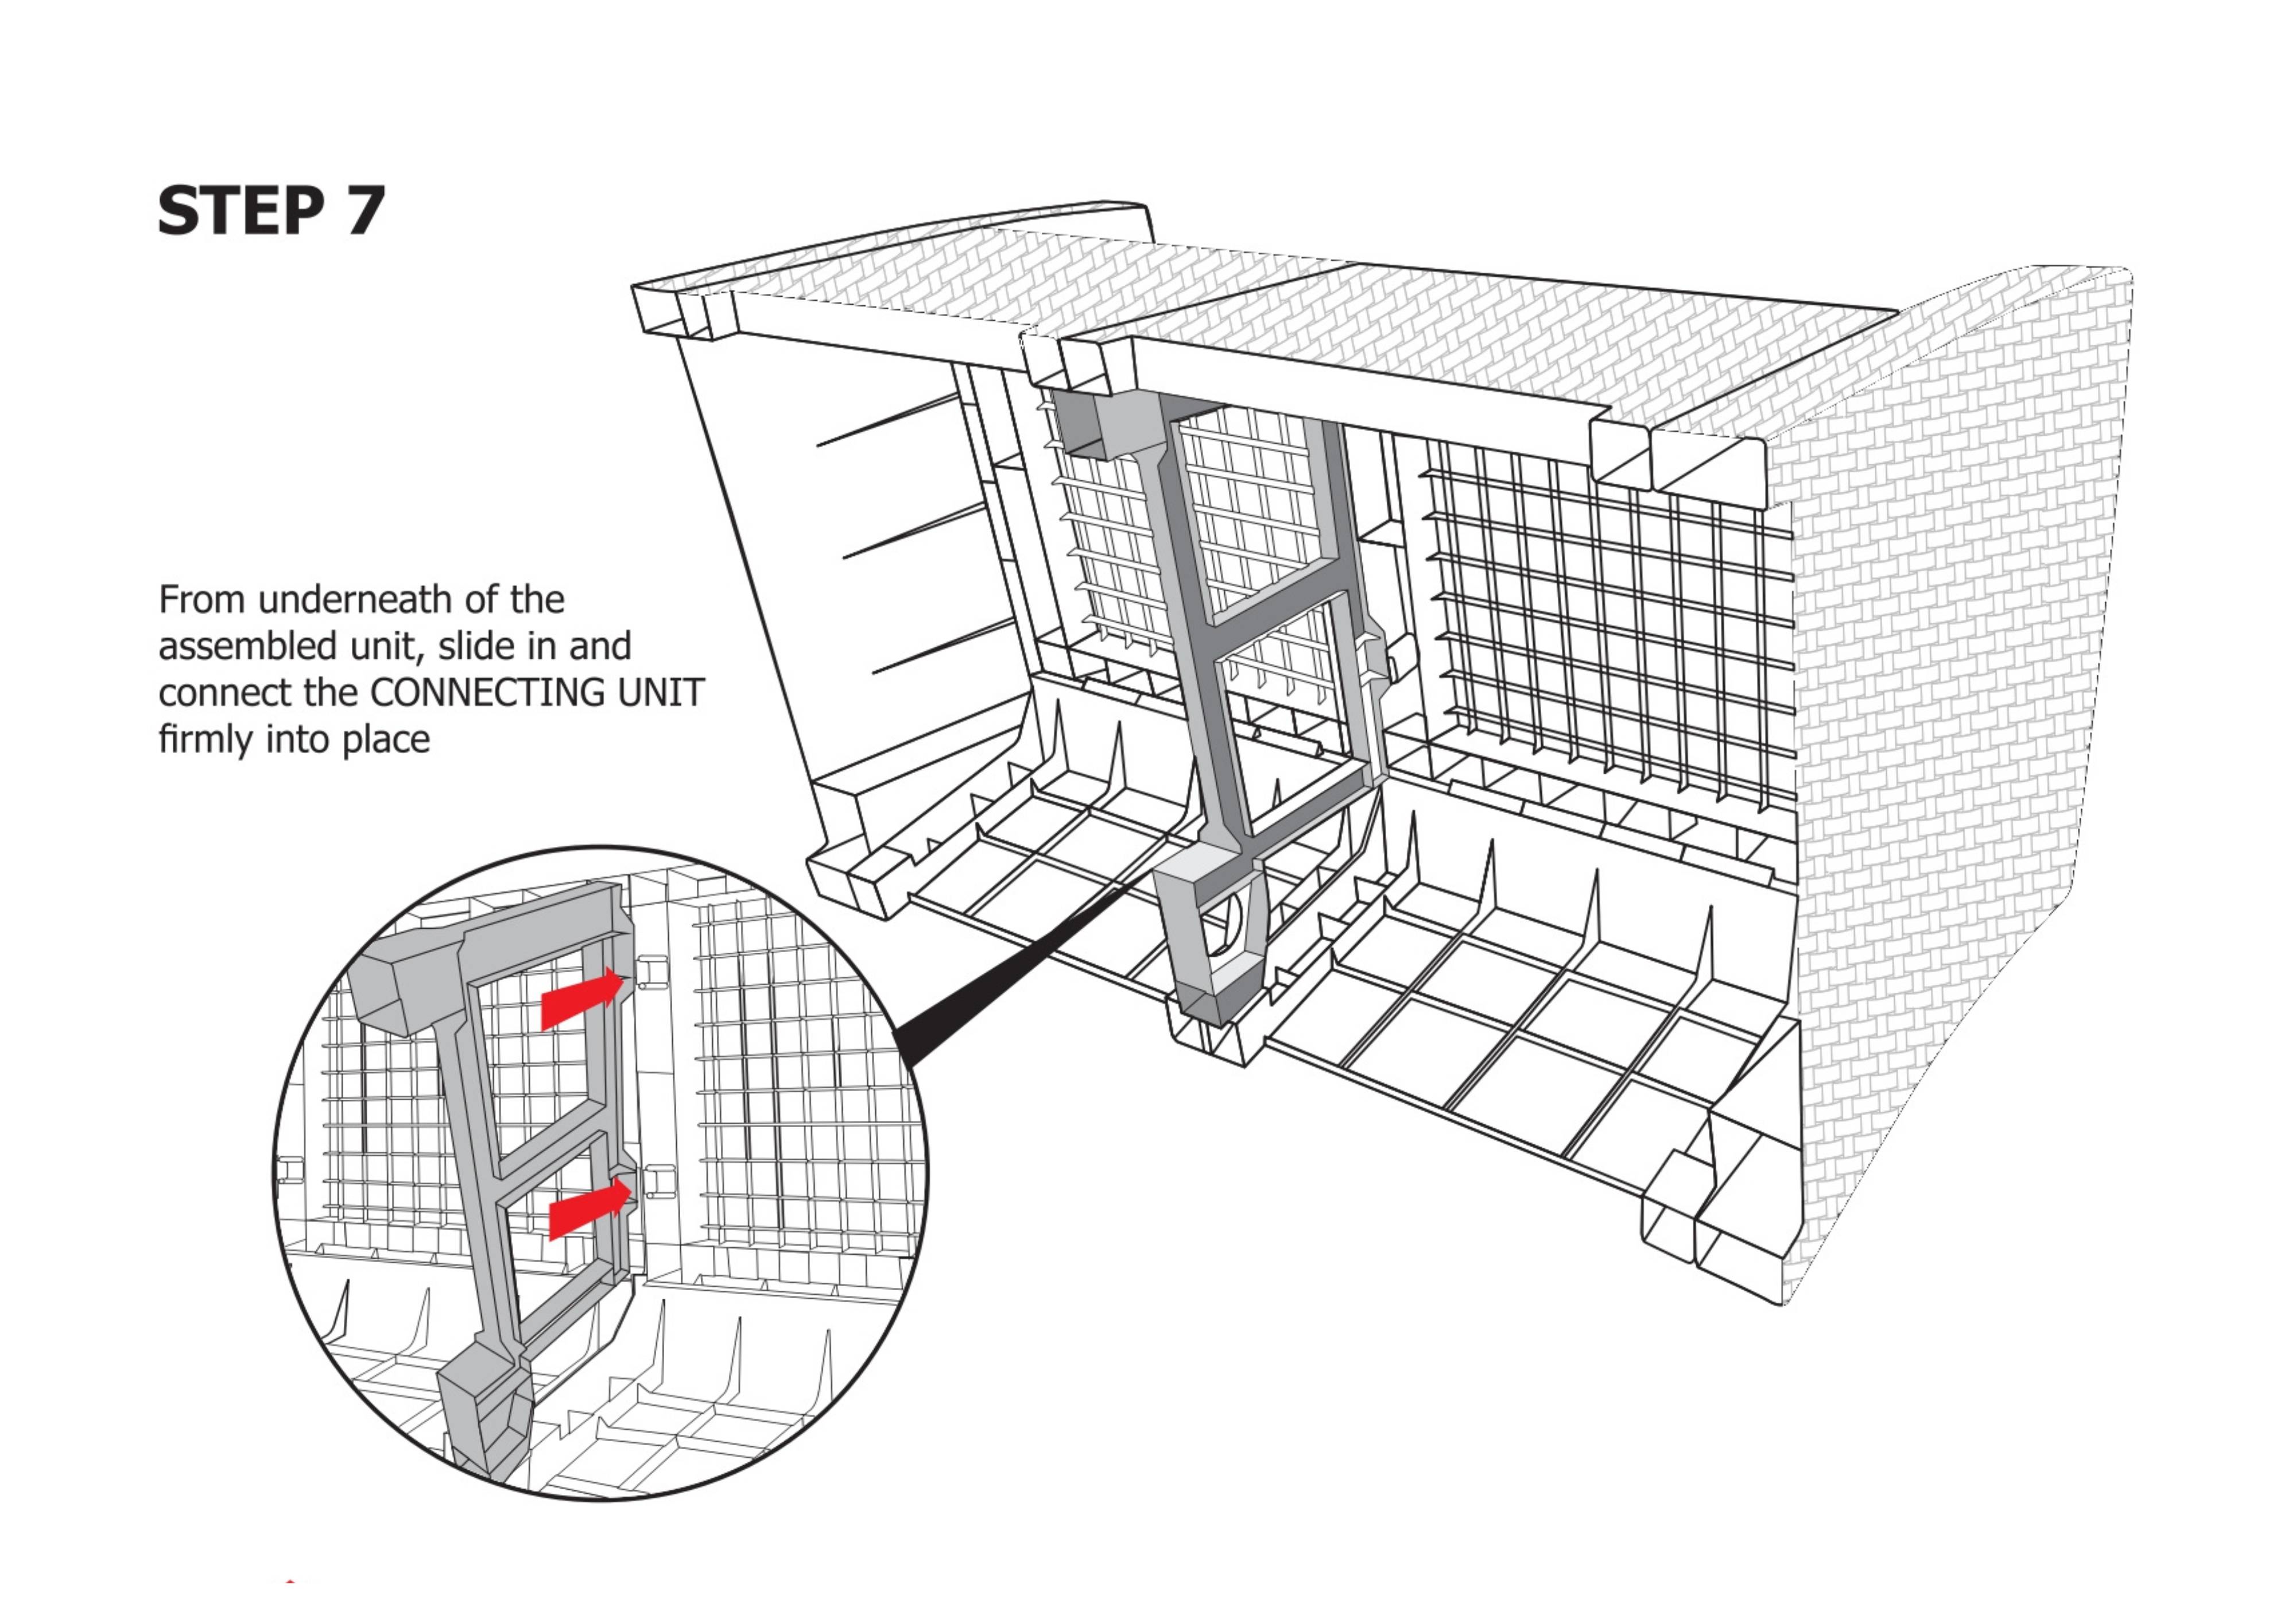 STEP 7
From underneath of the
assembled unit, slide in and
connect the CONNECTING UNIT
firmly into place